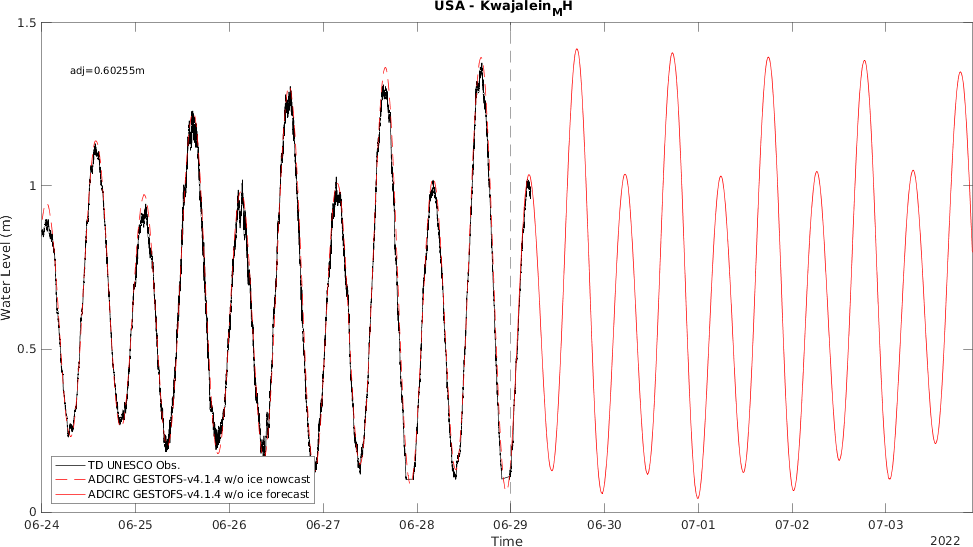 USA - Kwajalein_MH
1.5
adj=0.60255m
1
Water Level (m)
0.5
TD UNESCO Obs.
ADCIRC GESTOFS-v4.1.4 w/o ice nowcast
ADCIRC GESTOFS-v4.1.4 w/o ice forecast
0
06-24 06-25 06-26 06-27 06-28 06-29 06-30 07-01 07-02 07-03
Time
2022